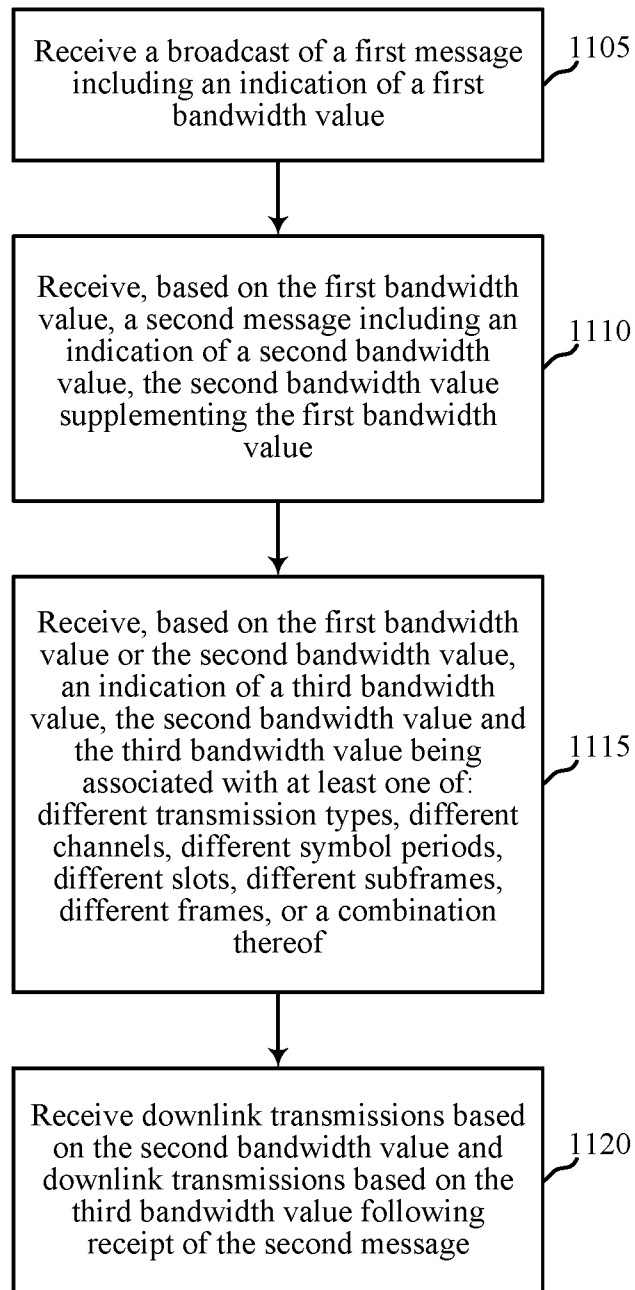 Receive a broadcast of a first message
including an indication of a first
bandwidth value
1105
Receive, based on the first bandwidth
value, a second message including an
indication of a second bandwidth
value, the second bandwidth value
supplementing the first bandwidth
value
1110
Receive, based on the first bandwidth
value or the second bandwidth value,
an indication of a third bandwidth
value, the second bandwidth value and
the third bandwidth value being
associated with at least one of:
different transmission types, different
channels, different symbol periods,
different slots, different subframes,
different frames, or a combination
thereof
1115
Receive downlink transmissions based
on the second bandwidth value and
downlink transmissions based on the
third bandwidth value following
receipt of the second message
1120